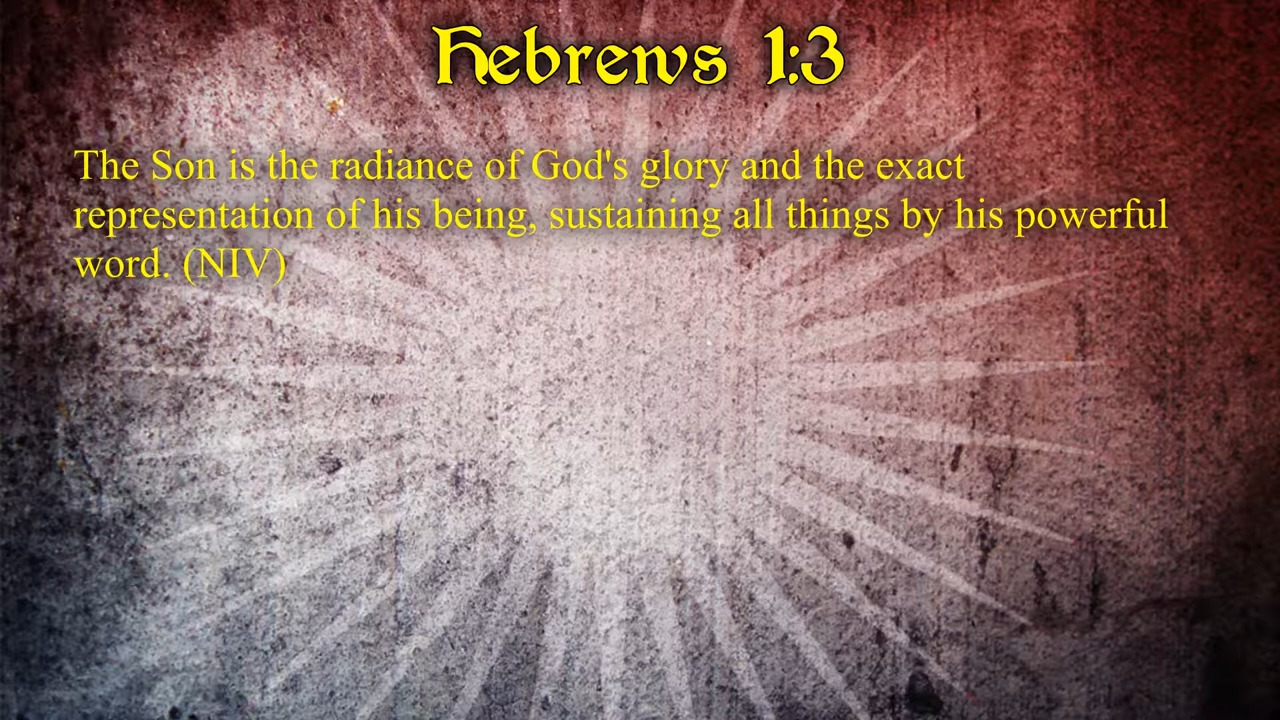 Hebrews 1:3
The Son is the radiance of God's glory and the exact
representation of his being, sustaining all things by his powerful
word. (NIV)